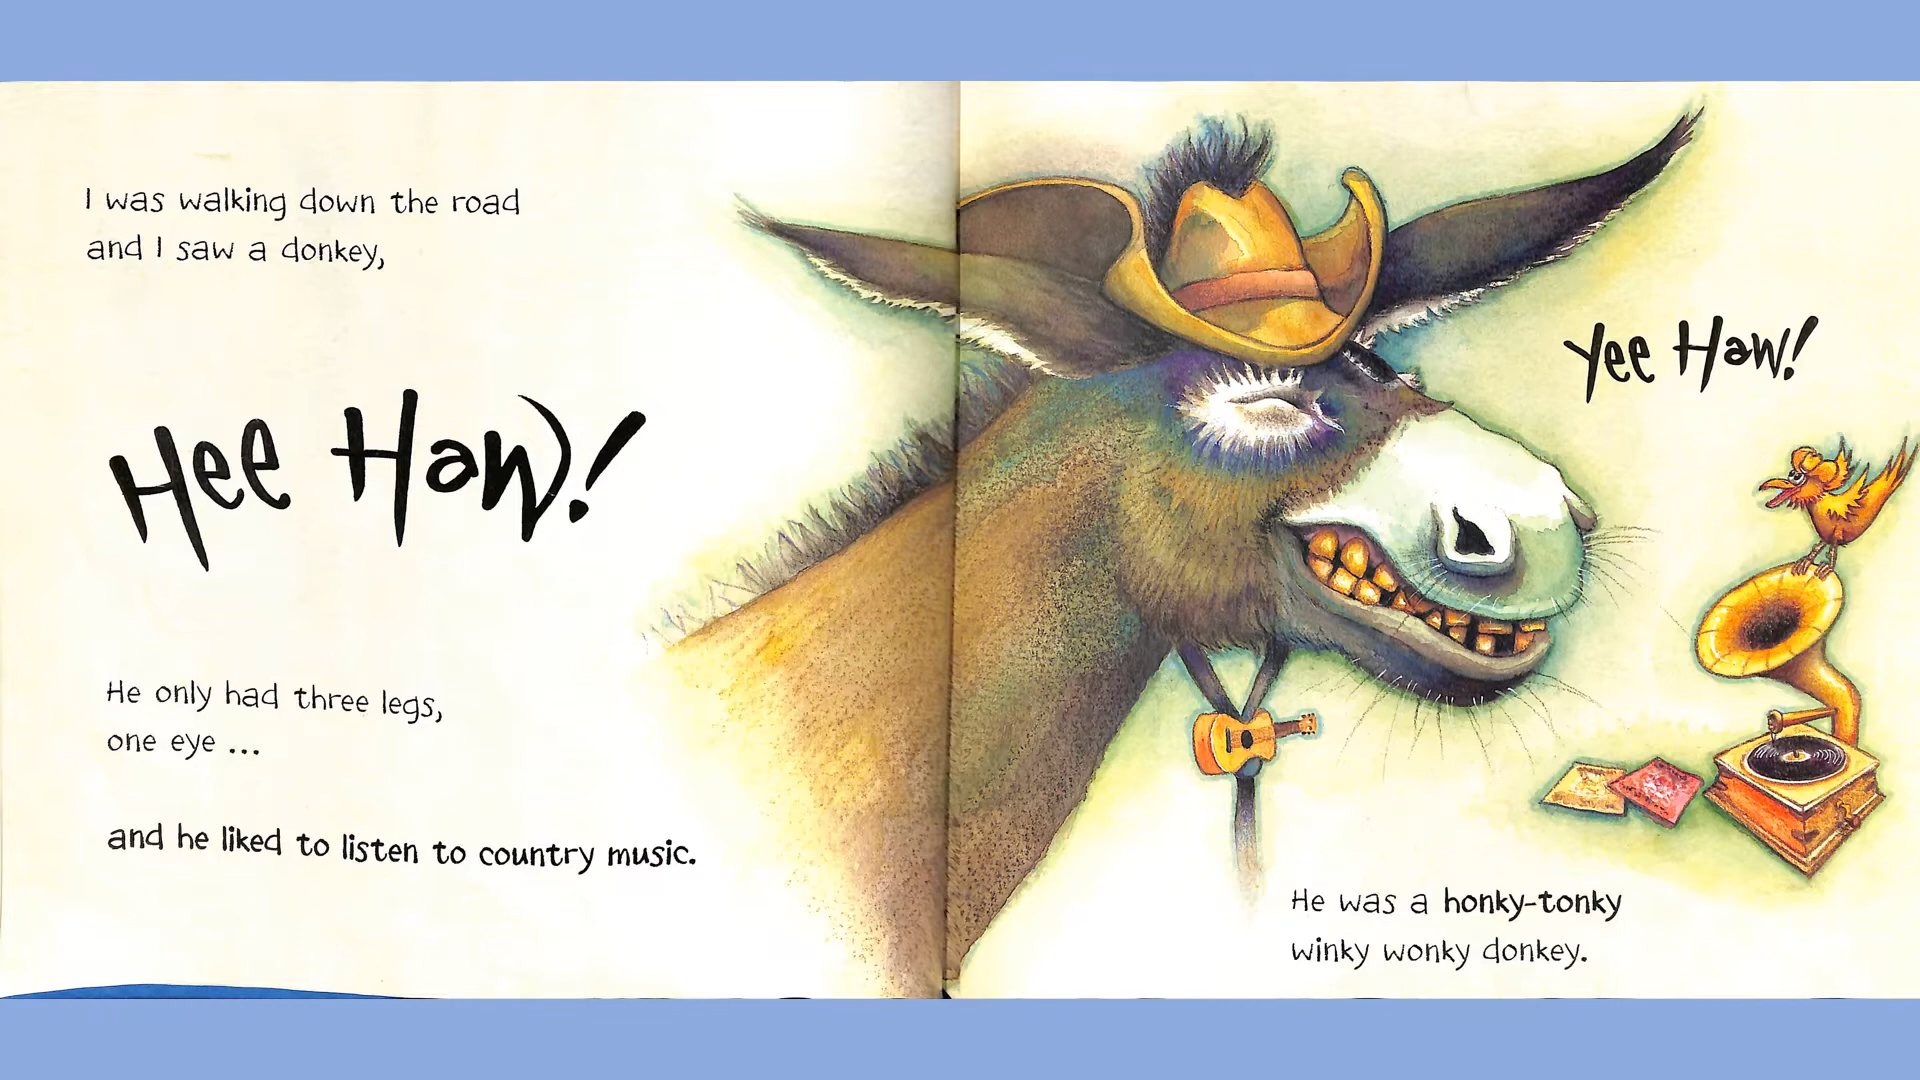 I was walking down the road
and I saw a donkey,
Hee Haw!
He only had three legs,
one eye ...
and he liked to listen to country music.
Yee Haw!
He was a honky-tonky
winky wonky donkey.